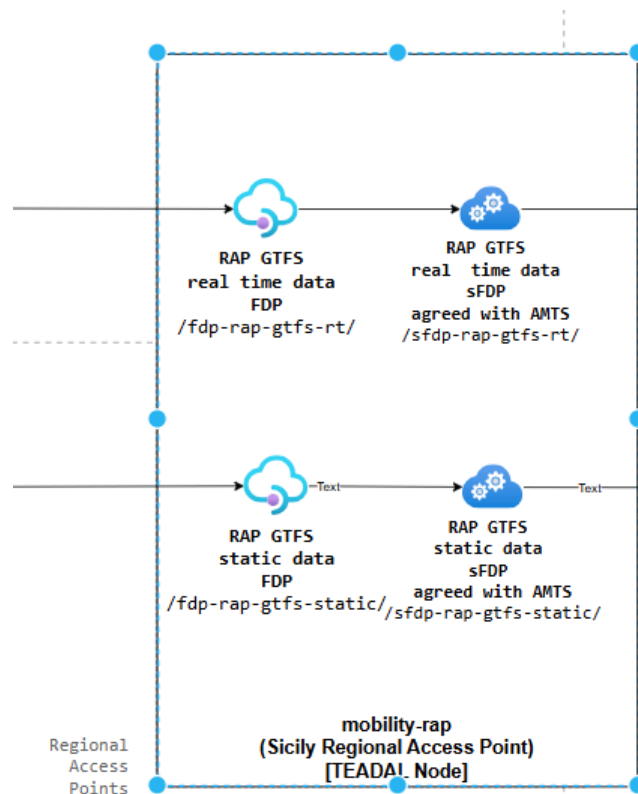 RAP GTFS
real time data
FDP
/fdp-rap-gtfs-rt/
RAP GTFS
real time data
sFDP
agreed with AMTS
/sfdp-rap-gtfs-rt/
Text
Text
RAP GTFS
static data
FDP
/fdp-rap-gtfs-static/
RAP GTFS
static data
sFDP
agreed with AMTS
/sfdp-rap-gtfs-static/
mobility-rap
(Sicily Regional Access Point)
[TEADAL Node]
Regional
Access
Points